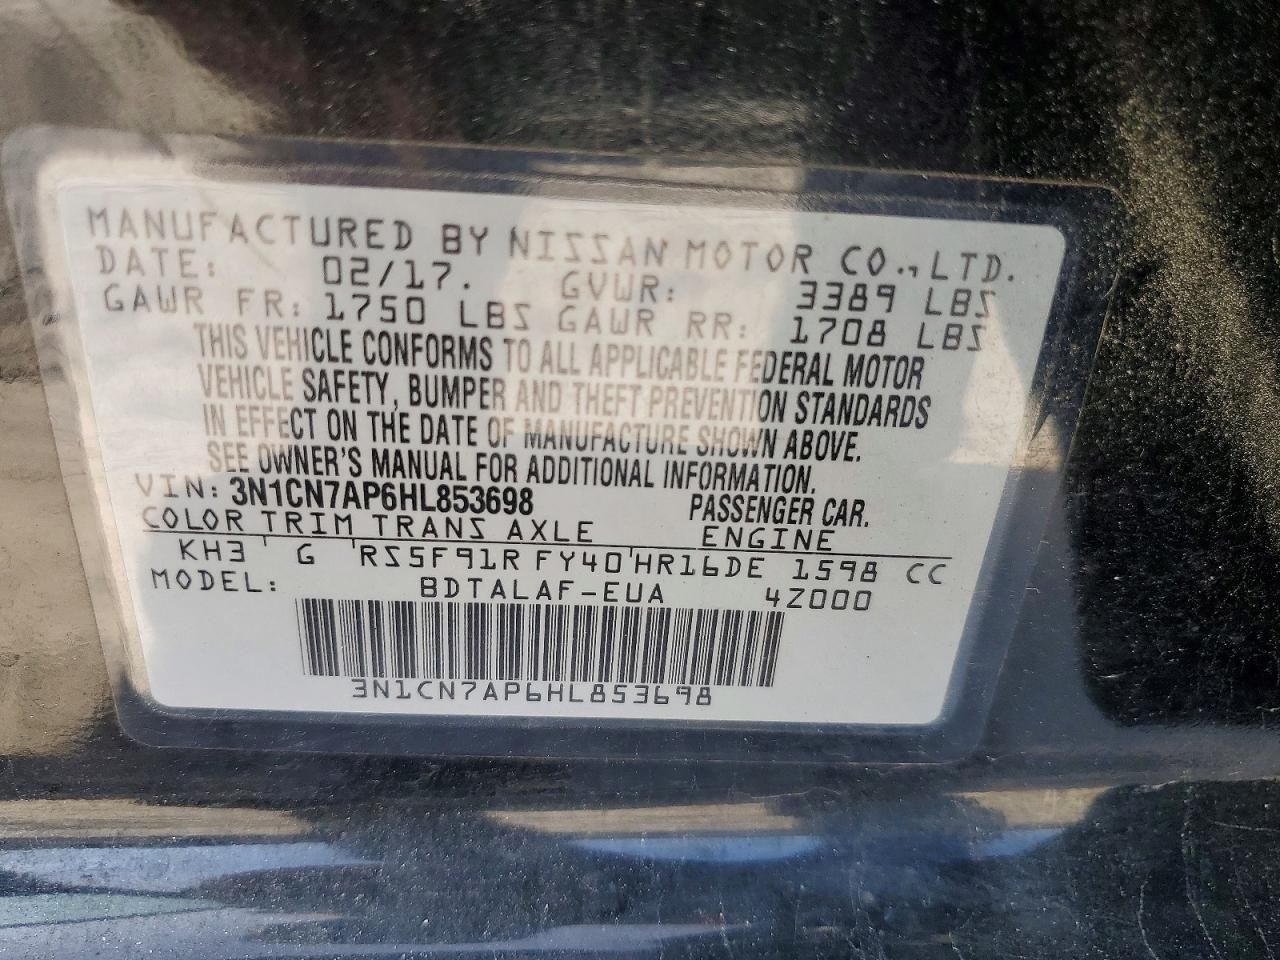 MANUFACTURED BY NISSAN MOTOR CO., LTD.
DATE: 02/17. GVWR: 3389 LBS
GAWR FR: 1750 LBS GAWR RR: 1708 LBS
THIS VEHICLE CONFORMS TO ALL APPLICABLE FEDERAL MOTOR
VEHICLE SAFETY, BUMPER AND THEFT PREVENTION STANDARDS
IN EFFECT ON THE DATE OF MANUFACTURE SHOWN ABOVE.
SEE OWNER'S MANUAL FOR ADDITIONAL INFORMATION.
VIN: 3N1CN7AP6HL853698 PASSENGER CAR.
COLOR TRIM TRANS AXLE ENGINE
KH3 G RS5F91R FY40 HR16DE 1598 CC
MODEL: BDTALAF-EUA 4Z000
3N1CN7AP6HL853698